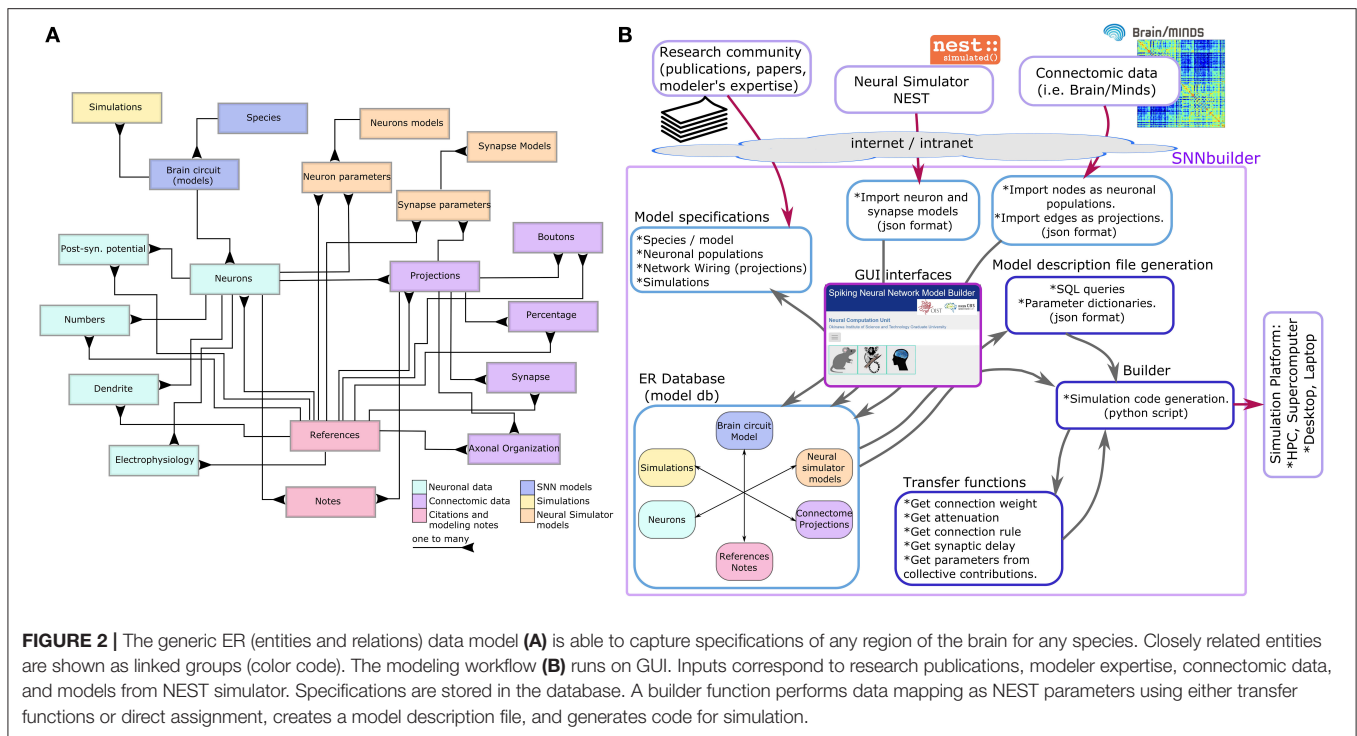 A
Simulations
Species
Neurons models
Synapse Models
Brain circuit
(models)
Neuron parameters
Synapse parameters
Post-syn. potential
Neurons
Projections
Boutons
Numbers
Percentage
Dendrite
Synapse
References
Electrophysiology
Axonal Organization
Notes
Neuronal data
Connectomic data
Citations and
modeling notes
SNN models
Simulations
Neural Simulator
models
one to many
B
Research community
(publications, papers,
modeler's expertise)
nest::
simulated()
Neural Simulator
NEST
Brain/MINDS
Connectomic data
(i.e. Brain/Minds)
internet / intranet
SNNbuilder
Model specifications
*Species / model
*Neuronal populations
*Network Wiring (projections)
*Simulations
*Import neuron and
synapse models
(json format)
*Import nodes as neuronal
populations.
*Import edges as projections.
(json format)
GUI interfaces
Spiking Neural Network Model Builder
OIST
Neural Computation Unit
Okinawa Institute of Science and Technology Graduate University
Model description file generation
*SQL queries
*Parameter dictionaries.
(json format)
Builder
*Simulation code generation.
(python script)
Simulation Platform:
*HPC, Supercomputer
*Desktop, Laptop
ER Database
(model db)
Brain circuit
Model
Simulations
Neural
simulator
models
Neurons
Connectome
Projections
References
Notes
Transfer functions
*Get connection weight
*Get attenuation
*Get connection rule
*Get synaptic delay
*Get parameters from
collective contributions.
FIGURE 2 | The generic ER (entities and relations) data model (A) is able to capture specifications of any region of the brain for any species. Closely related entities
are shown as linked groups (color code). The modeling workflow (B) runs on GUI. Inputs correspond to research publications, modeler expertise, connectomic data,
and models from NEST simulator. Specifications are stored in the database. A builder function performs data mapping as NEST parameters using either transfer
functions or direct assignment, creates a model description file, and generates code for simulation.